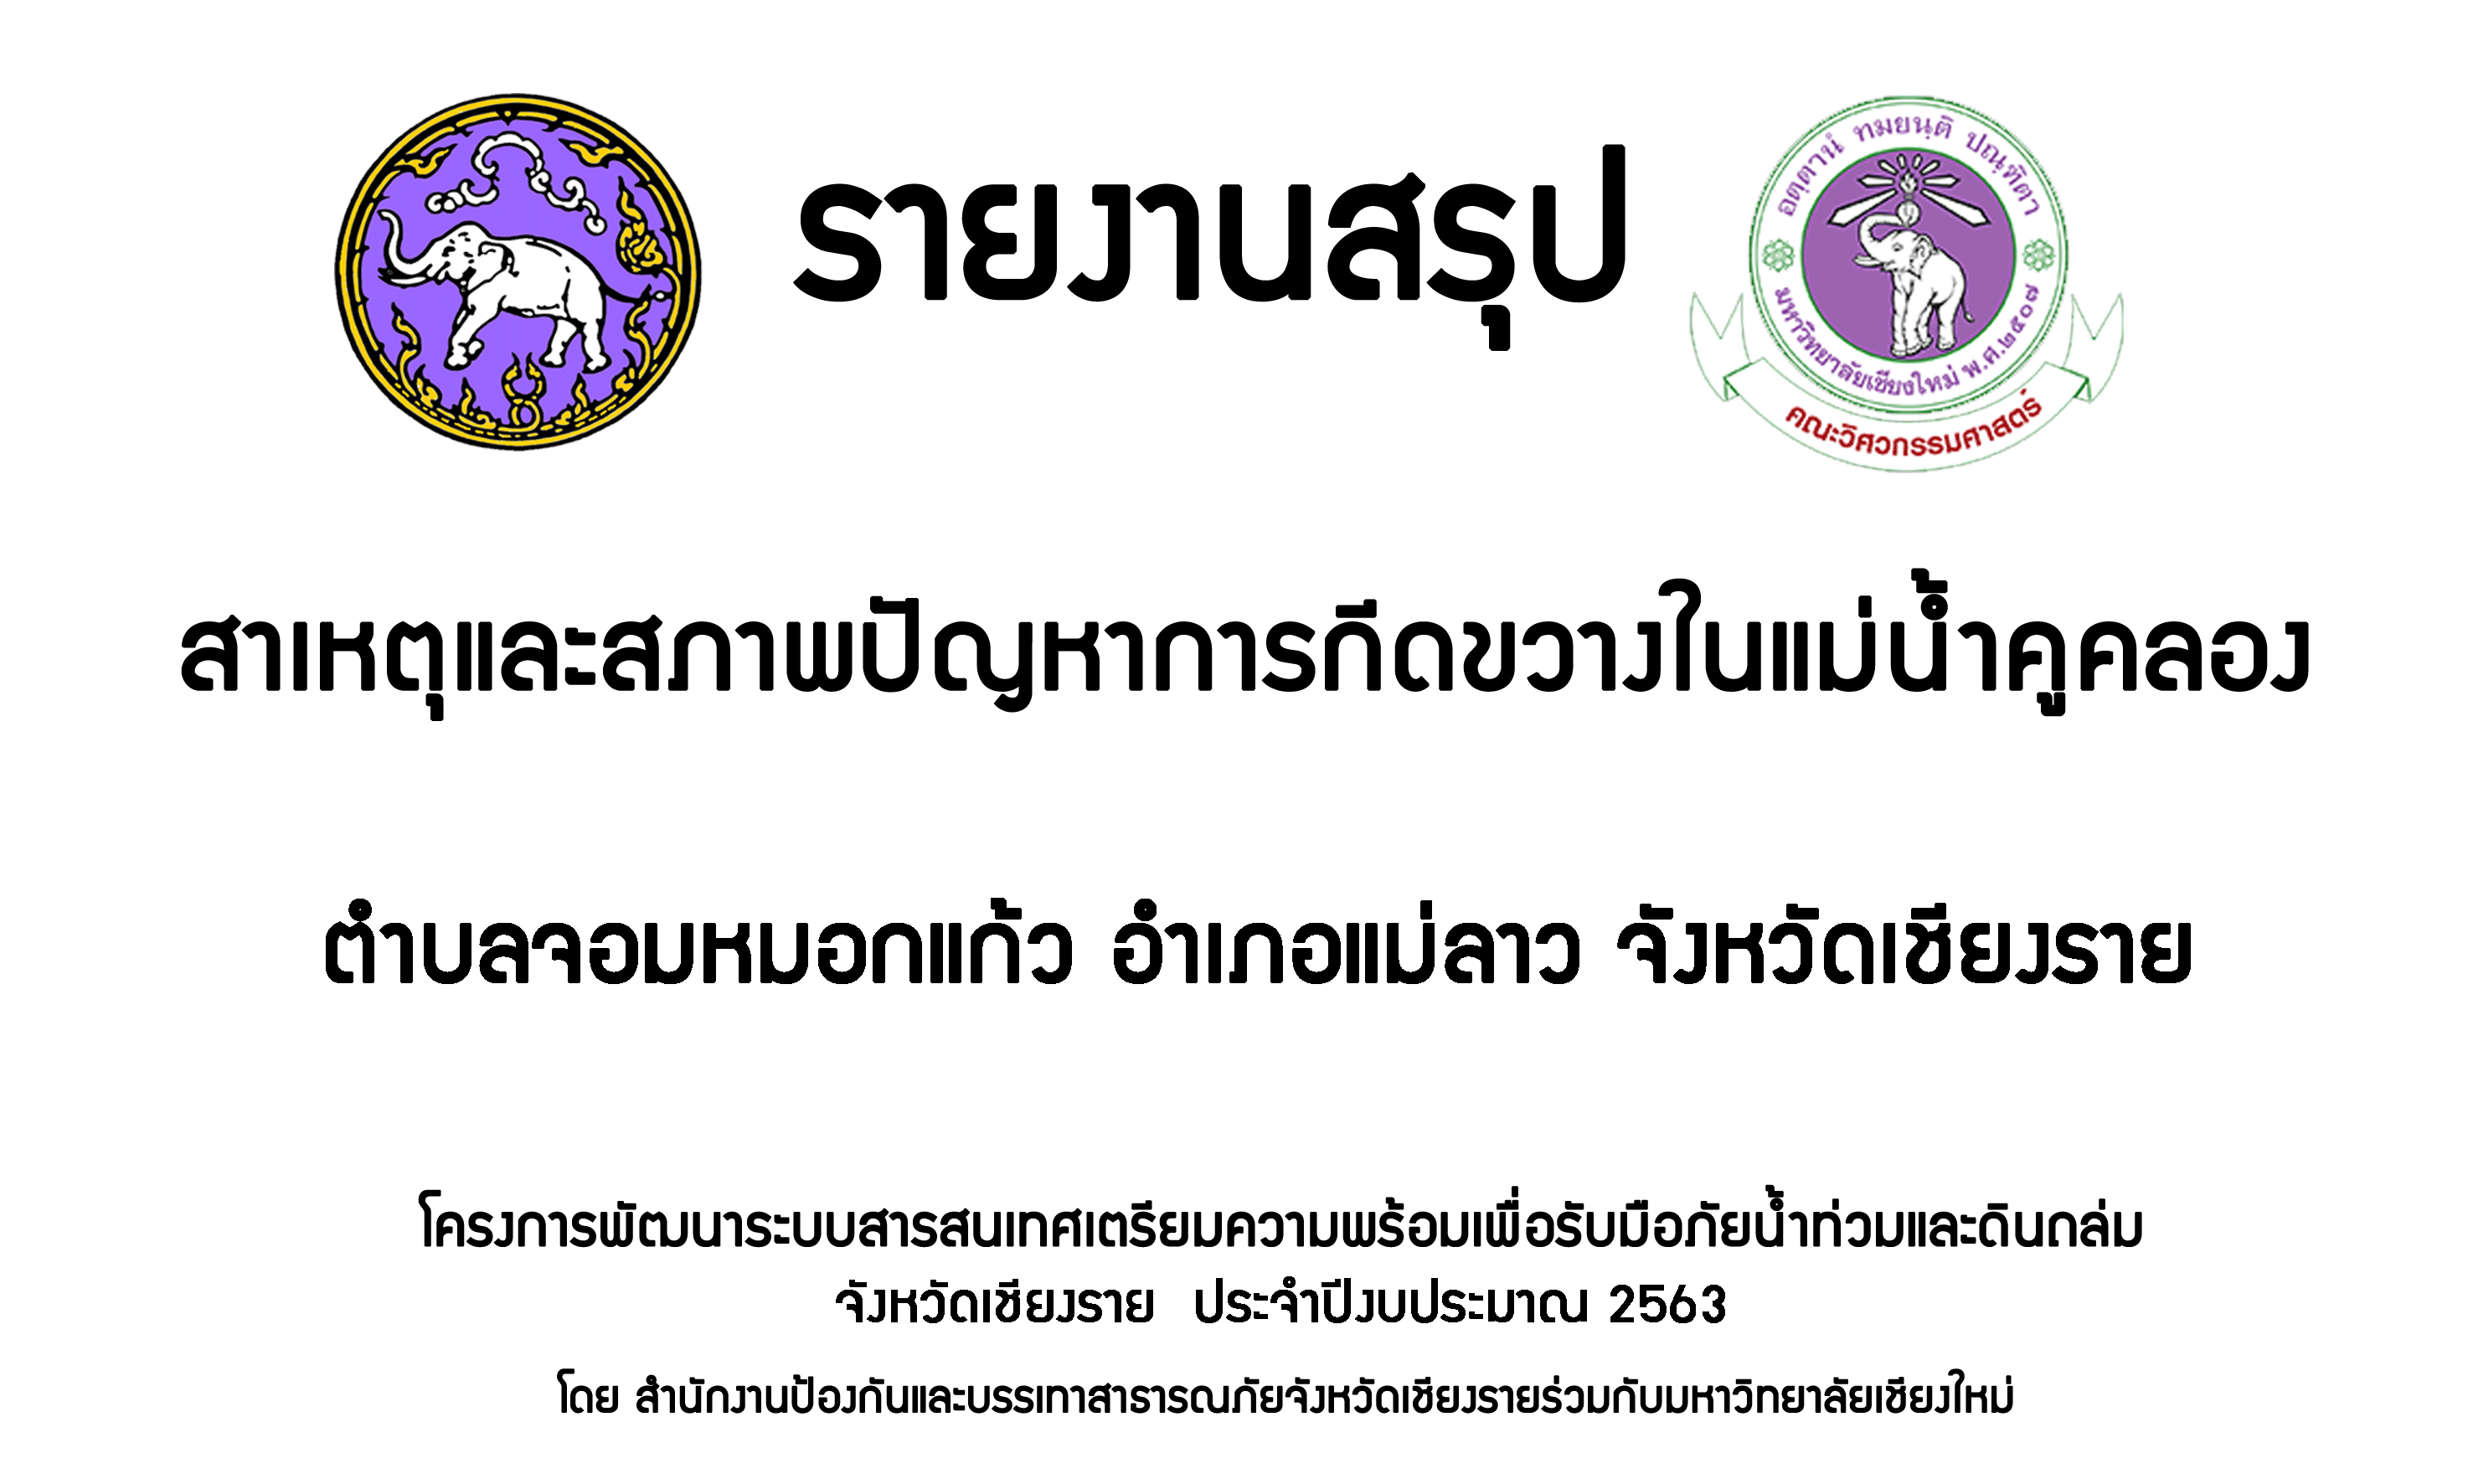 รายงานสรุป
อตฺตานํ ทมยนฺติ ปณฺฑิตา
มหาวิทยาลัยเชียงใหม่ พ.ศ.๒๕๐๗
คณะวิศวกรรมศาสตร์
สาเหตุและสภาพปัญหาการกีดขวางในแม่น้ำคูคลอง
ตำบลจอมหมอกแก้ว อำเภอแม่ลาว จังหวัดเชียงราย
โครงการพัฒนาระบบสารสนเทศเตรียมความพร้อมเพื่อรับมือภัยน้ำท่วมและดินถล่ม
จังหวัดเชียงราย ประจำปีงบประมาณ 2563
โดย สำนักงานป้องกันและบรรเทาสาธารณภัยจังหวัดเชียงรายร่วมกับมหาวิทยาลัยเชียงใหม่